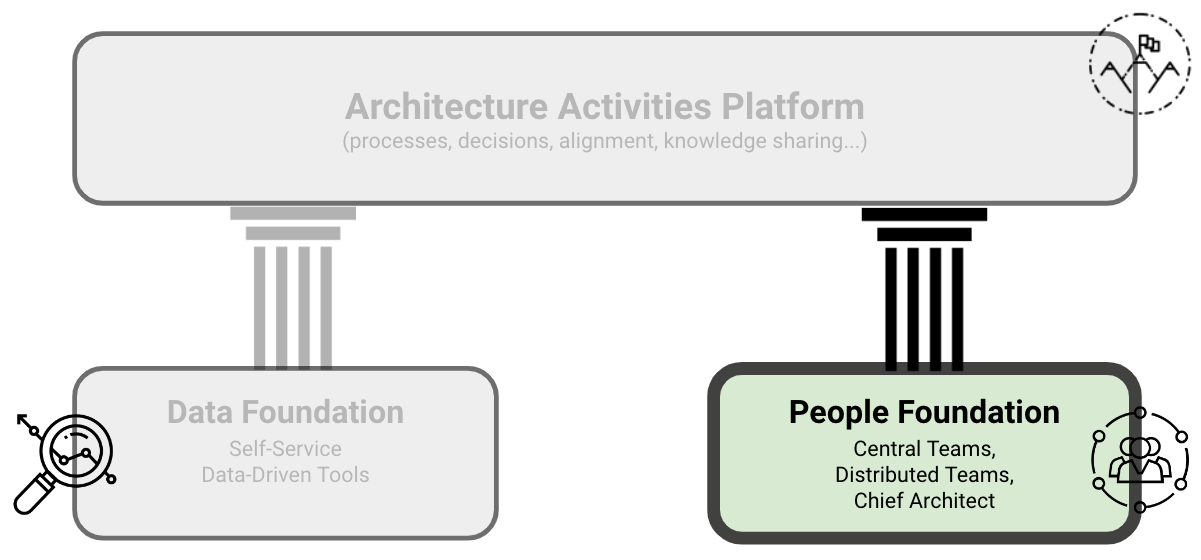 Architecture Activities Platform
(processes, decisions, alignment, knowledge sharing...)
Data Foundation
Self-Service
Data-Driven Tools
People Foundation
Central Teams,
Distributed Teams,
Chief Architect